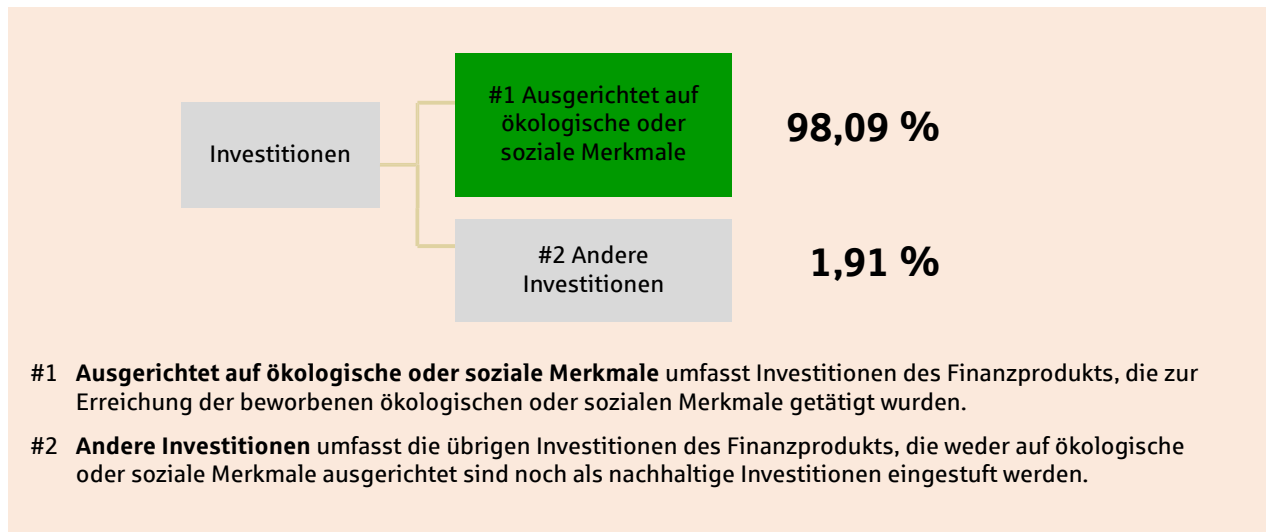 #1 Ausgerichtet auf
ökologische oder
soziale Merkmale
98,09 %
Investitionen
#2 Andere
Investitionen
1,91 %
#1 Ausgerichtet auf ökologische oder soziale Merkmale umfasst Investitionen des Finanzprodukts, die zur
Erreichung der beworbenen ökologischen oder sozialen Merkmale getätigt wurden.
#2 Andere Investitionen umfasst die übrigen Investitionen des Finanzprodukts, die weder auf ökologische
oder soziale Merkmale ausgerichtet sind noch als nachhaltige Investitionen eingestuft werden.